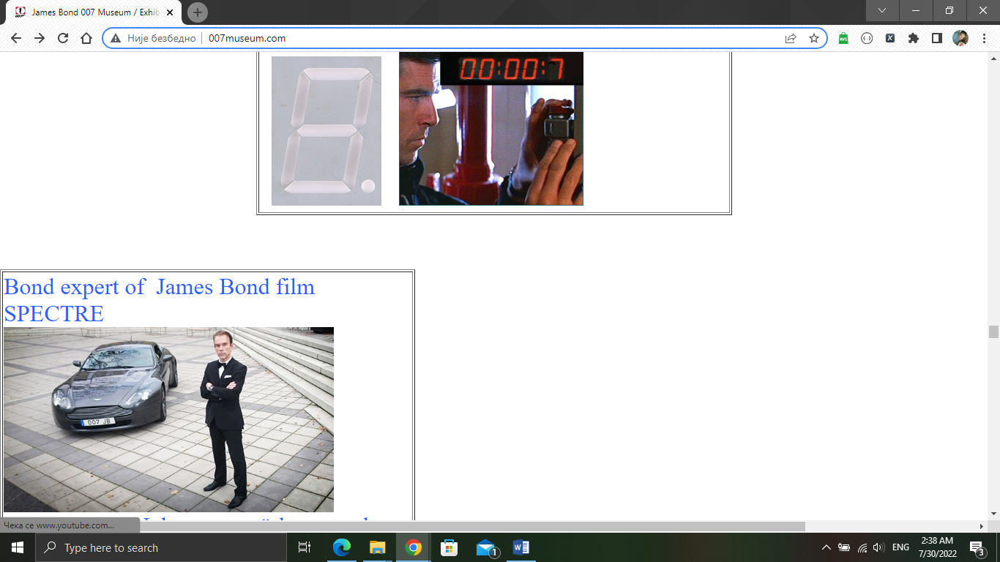 James Bond 007 Museum / Exhib
Није безбедно
007museum.com
00:00:7
8.
Bond expert of James Bond film
SPECTRE
007 JB
Чека се www.youtube.com...
Type here to search
1
ENG
2:38 AM
7/30/2022
3